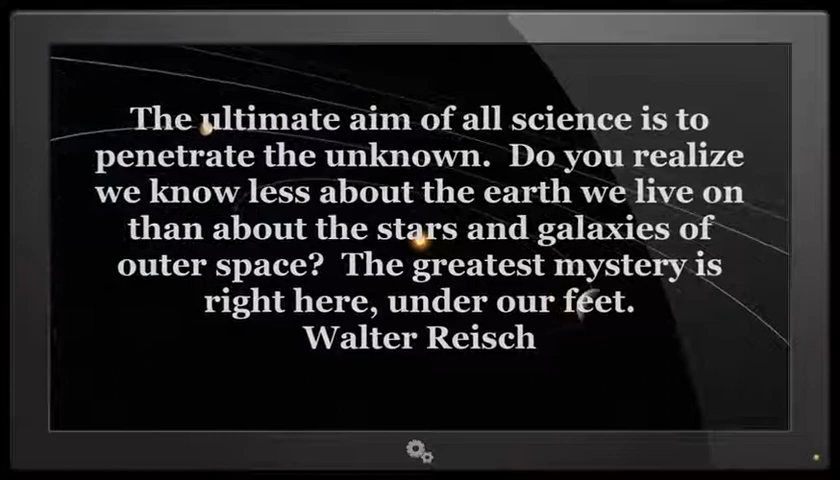 The ultimate aim of all science is to
penetrate the unknown.  Do you realize
we know less about the earth we live on
than about the stars and galaxies of
outer space?  The greatest mystery is
right here, under our feet.
Walter Reisch